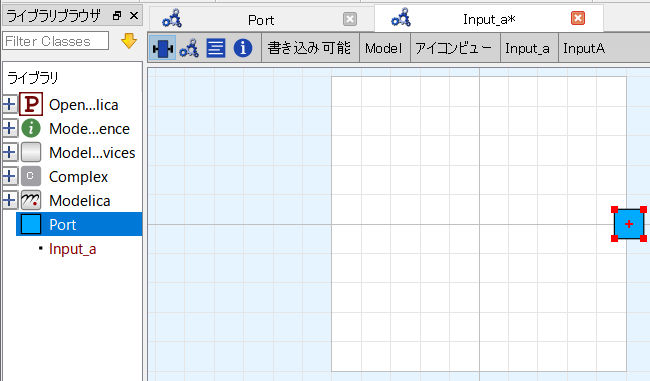 ライブラリブラウザ
Port
Input_a*
Filter Classes
書き込み可能 Model アイコンビュー Input_a InputA
ライブラリ
P Open...lica
i Mode...ence
Model...vices
C Complex
m Modelica
Port
Input_a